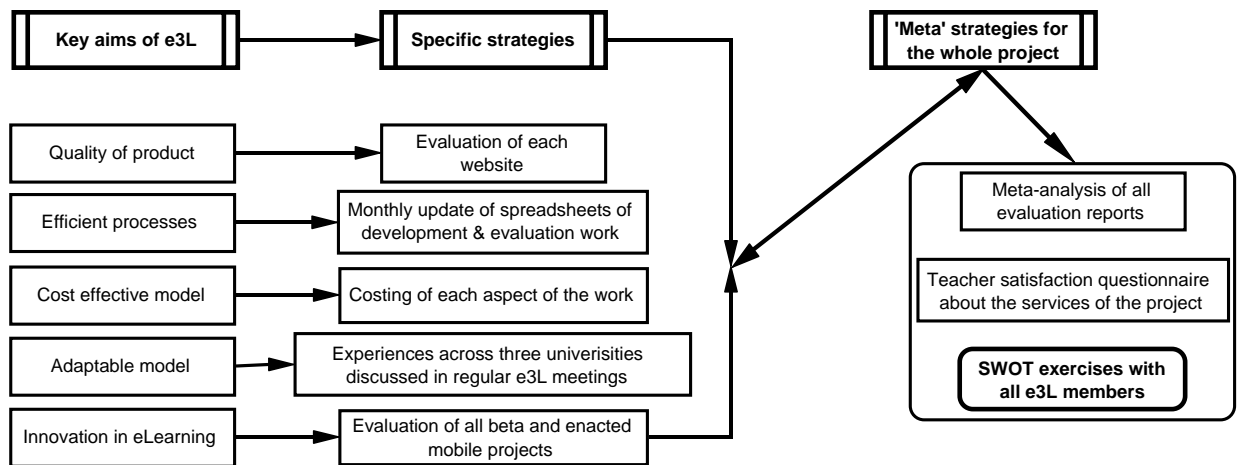 Key aims of e3L
Specific strategies
'Meta' strategies for
the whole project
Quality of product
Evaluation of each
website
Efficient processes
Monthly update of spreadsheets of
development & evaluation work
Cost effective model
Costing of each aspect of the work
Adaptable model
Experiences across three univerisities
discussed in regular e3L meetings
Innovation in eLearning
Evaluation of all beta and enacted
mobile projects
Meta-analysis of all
evaluation reports
Teacher satisfaction questionnaire
about the services of the project
SWOT exercises with
all e3L members